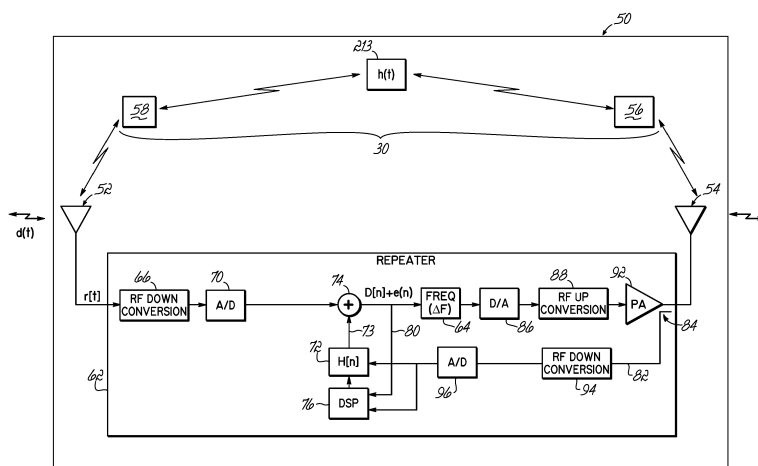 50
213
h(t)
58
56
30
52
54
d(t)
REPEATER
66
70
74
92
r[t]
RF DOWN
CONVERSION
A/D
+
D[n]+e(n)
FREQ
(ΔF)
D/A
88
RF UP
CONVERSION
PA
73
80
64
86
84
72
H[n]
A/D
RF DOWN
CONVERSION
82
62
76
DSP
96
94